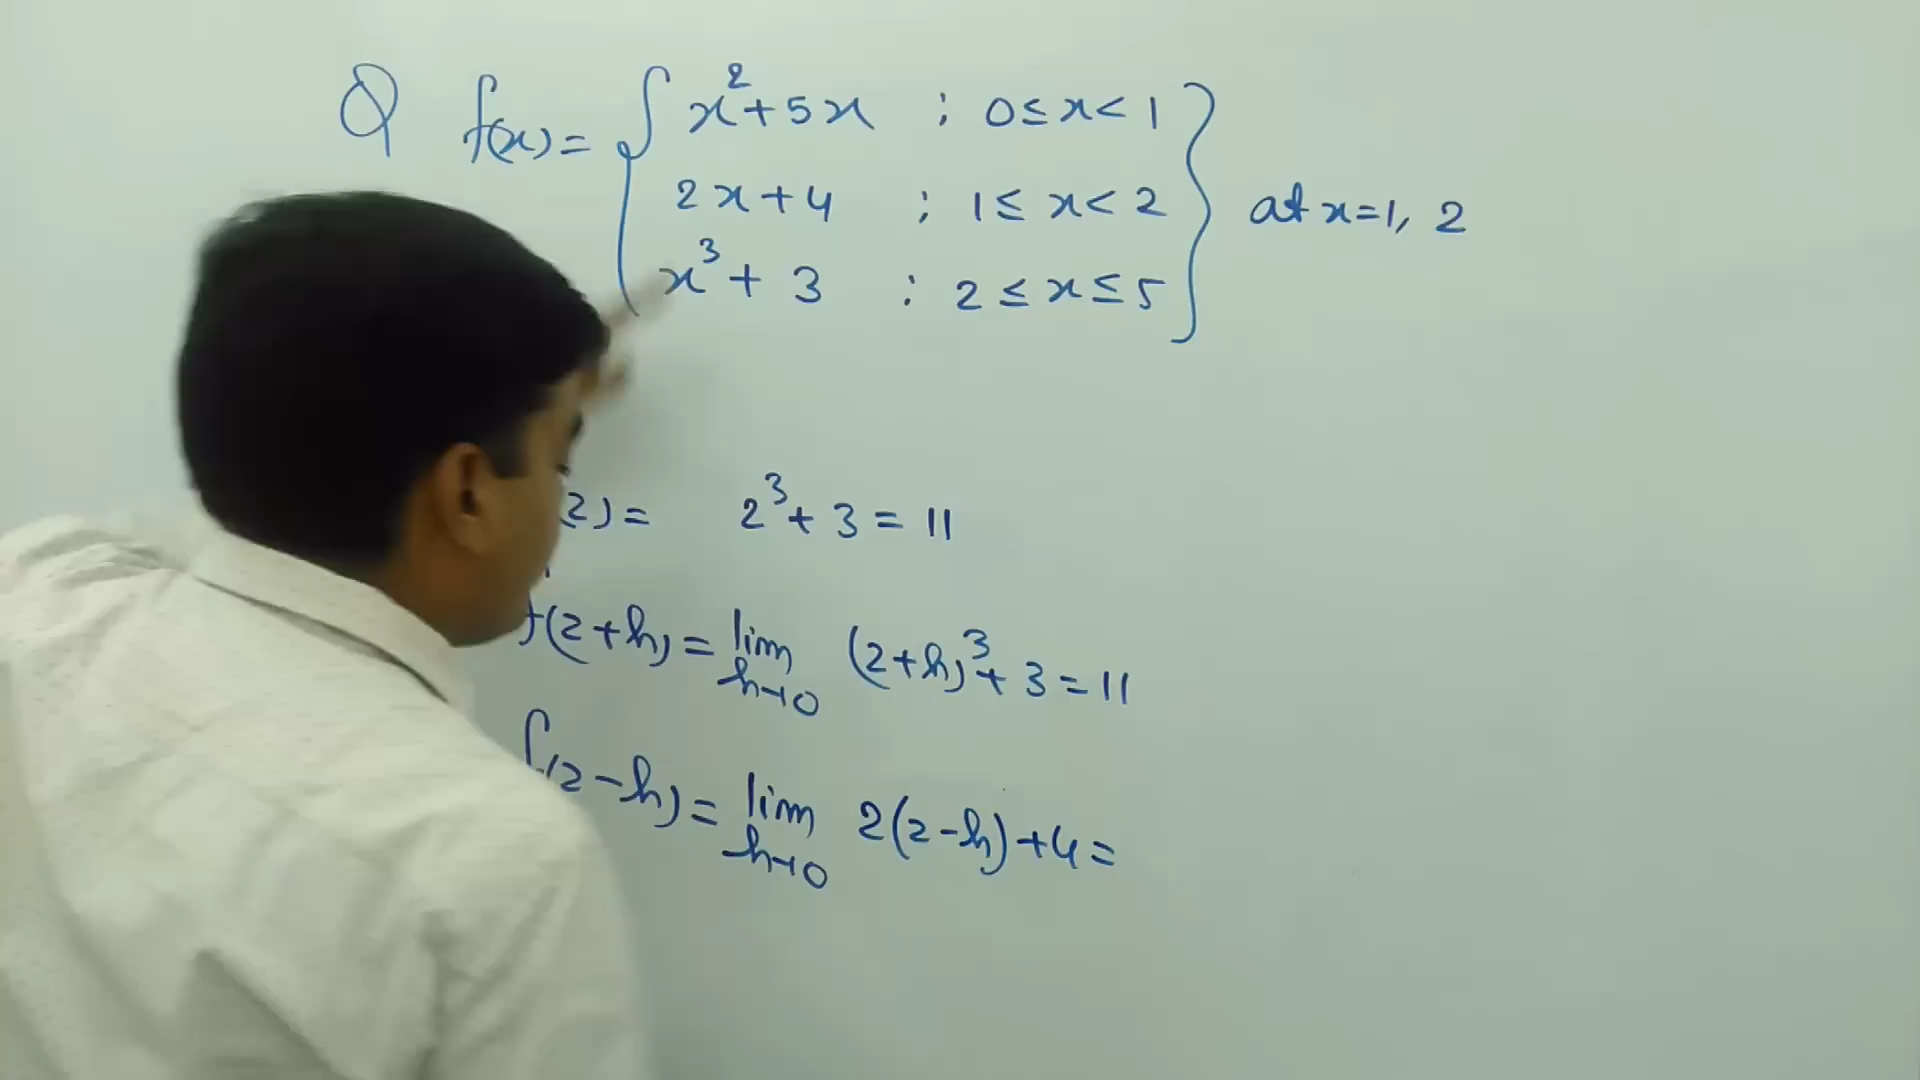 Q f(x) = { x²+5x ; 0≤x<1
2x+4 ; 1≤x<2 } at x=1, 2
x³+3 : 2≤x≤5
2) = 2³+3 = 11
f(2+h) = lim h→0 (2+h)³+3 = 11
f(2-h) = lim h→0 2(2-h)+4 =